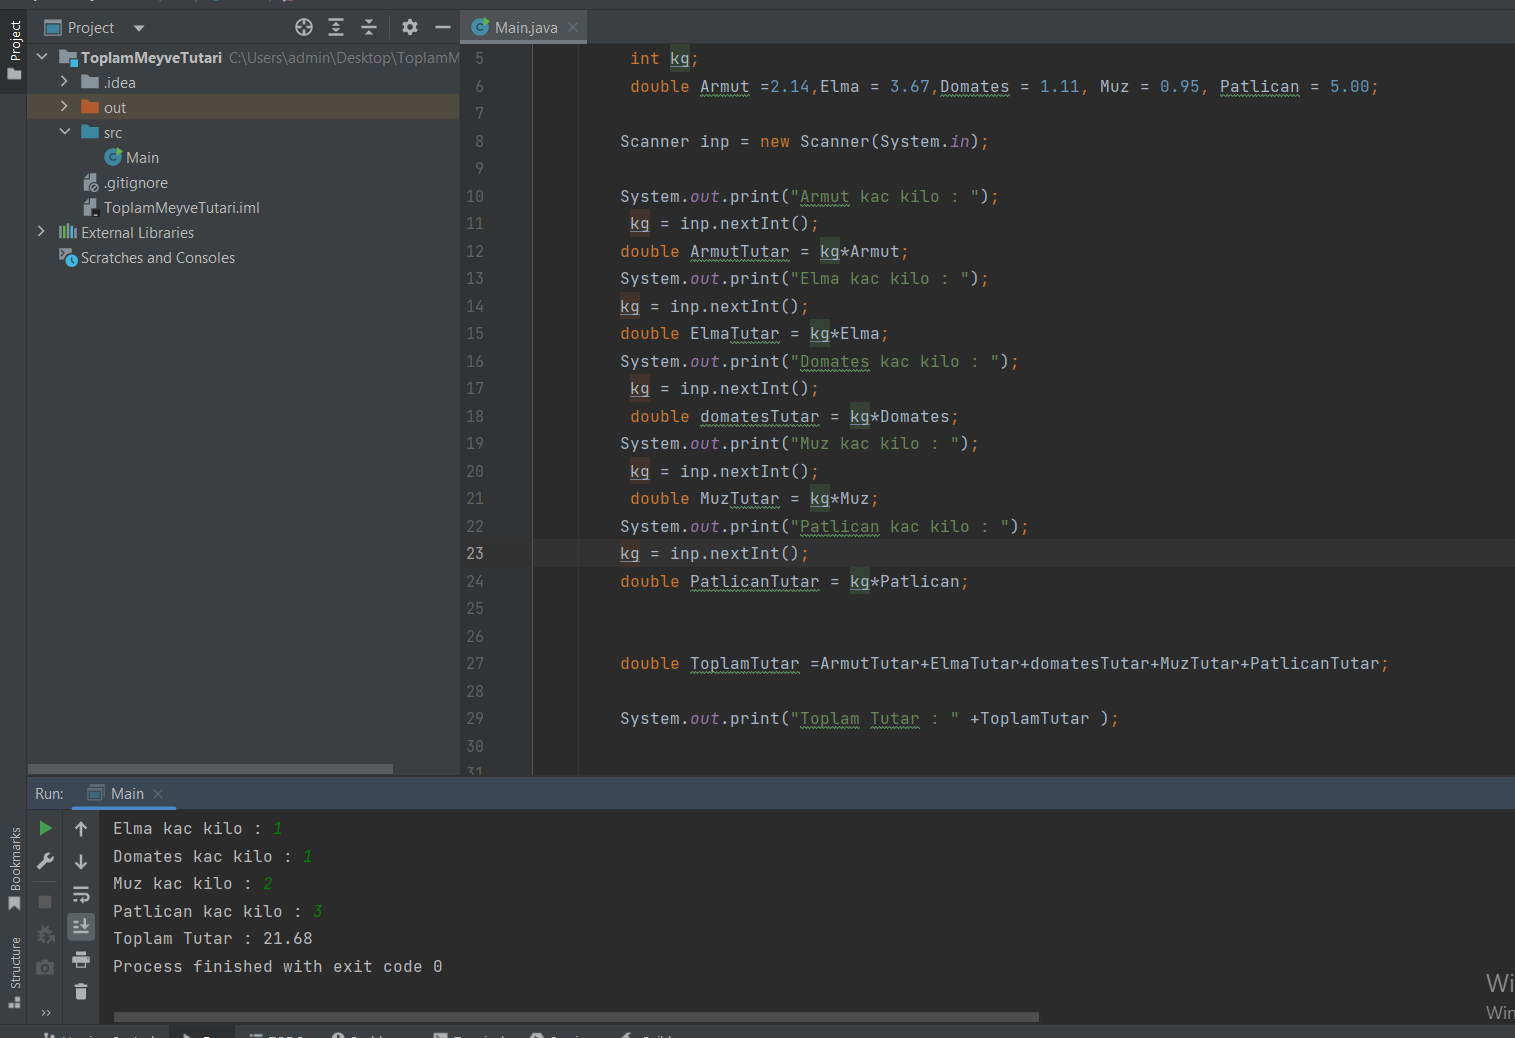 Project
Project
Main.java
ToplamMeyveTutari C:\Users\admin\Desktop\ToplamM
.idea
out
src
Main
.gitignore
ToplamMeyveTutari.iml
External Libraries
Scratches and Consoles
5 int kg;
6 double Armut =2.14,Elma = 3.67,Domates = 1.11, Muz = 0.95, Patlican = 5.00;
7
8 Scanner inp = new Scanner(System.in);
9
10 System.out.print("Armut kac kilo : ");
11 kg = inp.nextInt();
12 double ArmutTutar = kg*Armut;
13 System.out.print("Elma kac kilo : ");
14 kg = inp.nextInt();
15 double ElmaTutar = kg*Elma;
16 System.out.print("Domates kac kilo : ");
17 kg = inp.nextInt();
18 double domatesTutar = kg*Domates;
19 System.out.print("Muz kac kilo : ");
20 kg = inp.nextInt();
21 double MuzTutar = kg*Muz;
22 System.out.print("Patlican kac kilo : ");
23 kg = inp.nextInt();
24 double PatlicanTutar = kg*Patlican;
25
26
27 double ToplamTutar =ArmutTutar+ElmaTutar+domatesTutar+MuzTutar+PatlicanTutar;
28
29 System.out.print("Toplam Tutar : " +ToplamTutar );
30
31
Run: Main
Elma kac kilo : 1
Domates kac kilo : 1
Muz kac kilo : 2
Patlican kac kilo : 3
Toplam Tutar : 21.68
Process finished with exit code 0
Bookmarks
Structure
Wi
Win